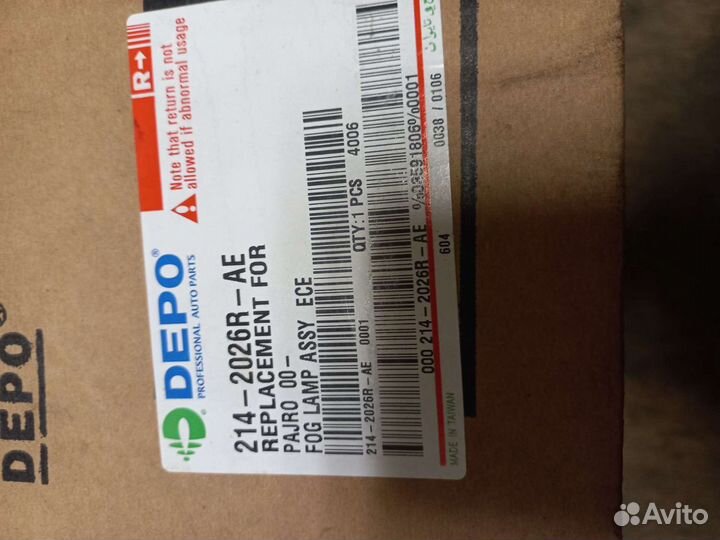 DEPO®
DEPO®
PROFESSIONAL AUTO PARTS
Note that return is not
allowed if abnormal usage
R→
214-2026R-AE
REPLACEMENT FOR
PAJRO 00-
FOG LAMP ASSY ECE
QTY:1 PCS 4006
214-2026R-AE 0001
000 214-2026R-AE
0038 / 0106
604
MADE IN TAIWAN
Avito